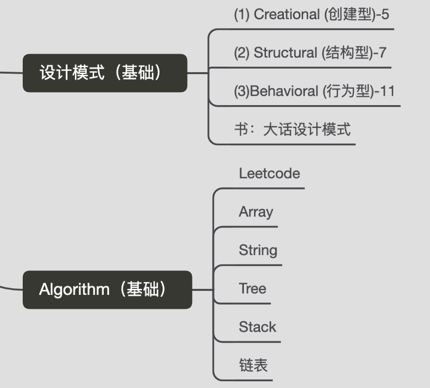 设计模式（基础）
(1) Creational (创建型)-5
(2) Structural (结构型)-7
(3)Behavioral (行为型)-11
书：大话设计模式
Algorithm（基础）
Leetcode
Array
String
Tree
Stack
链表